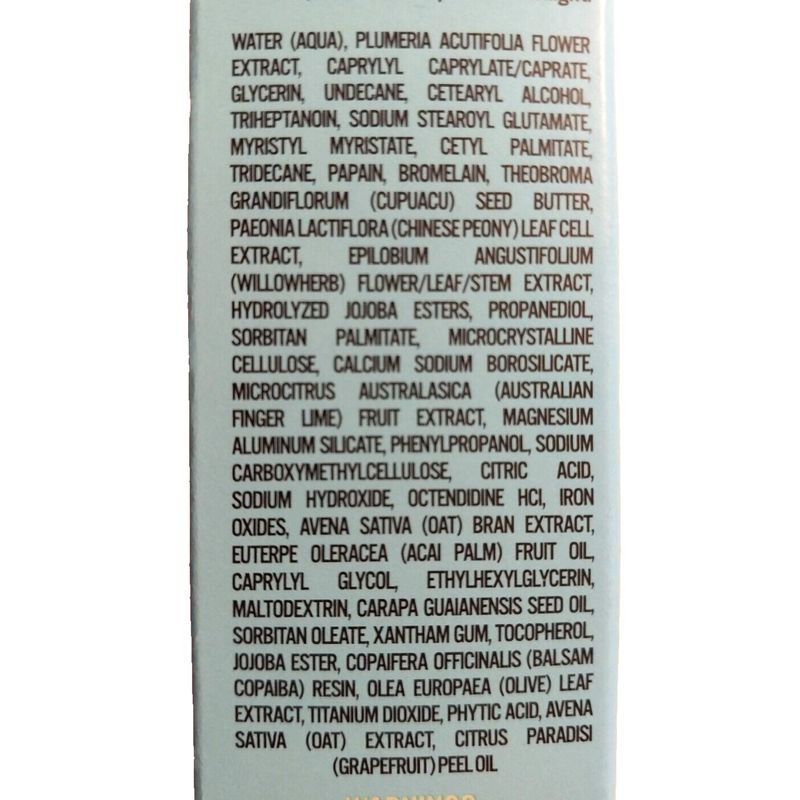 WATER (AQUA), PLUMERIA ACUTIFOLIA FLOWER
EXTRACT, CAPRYLYL CAPRYLATE/CAPRATE,
GLYCERIN, UNDECANE, CETEARYL ALCOHOL,
TRIHEPTANOIN, SODIUM STEAROYL GLUTAMATE,
MYRISTYL MYRISTATE, CETYL PALMITATE,
TRIDECANE, PAPAIN, BROMELAIN, THEOBROMA
GRANDIFLORUM (CUPUACU) SEED BUTTER,
PAEONIA LACTIFLORA (CHINESE PEONY) LEAF CELL
EXTRACT, EPILOBIUM ANGUSTIFOLIUM
(WILLOWHERB) FLOWER/LEAF/STEM EXTRACT,
HYDROLYZED JOJOBA ESTERS, PROPANEDIOL,
SORBITAN PALMITATE, MICROCRYSTALLINE
CELLULOSE, CALCIUM SODIUM BOROSILICATE,
MICROCITRUS AUSTRALASICA (AUSTRALIAN
FINGER LIME) FRUIT EXTRACT, MAGNESIUM
ALUMINUM SILICATE, PHENYLPROPANOL, SODIUM
CARBOXYMETHYLCELLULOSE, CITRIC ACID,
SODIUM HYDROXIDE, OCTENDIDINE HCI, IRON
OXIDES, AVENA SATIVA (OAT) BRAN EXTRACT,
EUTERPE OLERACEA (ACAI PALM) FRUIT OIL,
CAPRYLYL GLYCOL, ETHYLHEXYLGLYCERIN,
MALTODEXTRIN, CARAPA GUAIANENSIS SEED OIL,
SORBITAN OLEATE, XANTHAM GUM, TOCOPHEROL,
JOJOBA ESTER, COPAIFERA OFFICINALIS (BALSAM
COPAIBA) RESIN, OLEA EUROPAEA (OLIVE) LEAF
EXTRACT, TITANIUM DIOXIDE, PHYTIC ACID, AVENA
SATIVA (OAT) EXTRACT, CITRUS PARADISI
(GRAPEFRUIT) PEEL OIL